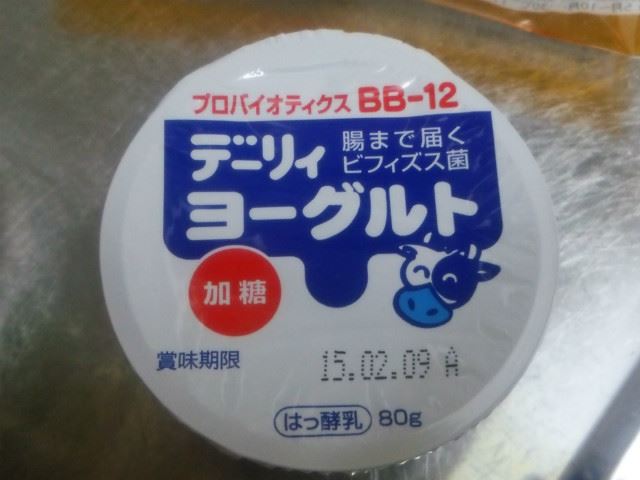 プロバイオティクス BB-12
デーリィ
腸まで届く
ビフィズス菌
ヨーグルト
加糖
賞味期限 15.02.09 A
はっ酵乳 80g